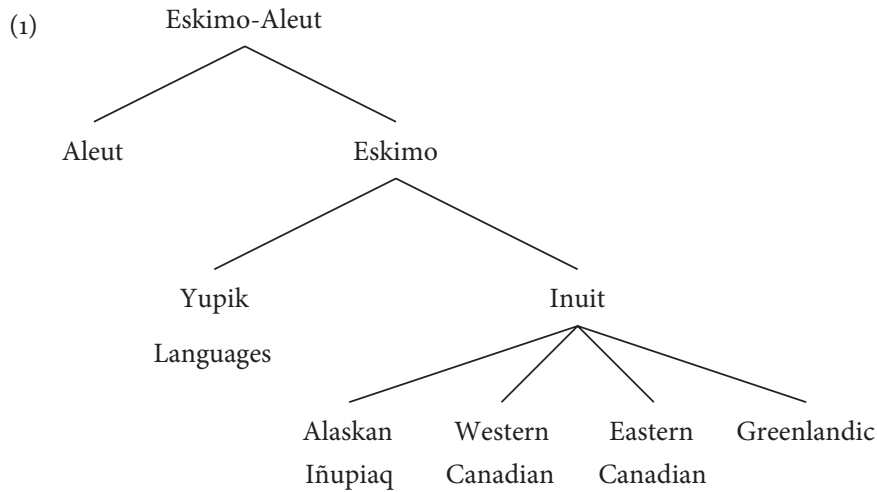 (1)
Eskimo-Aleut
Aleut Eskimo
Yupik Inuit
Languages
Alaskan Western Eastern Greenlandic
Iñupiaq Canadian Canadian